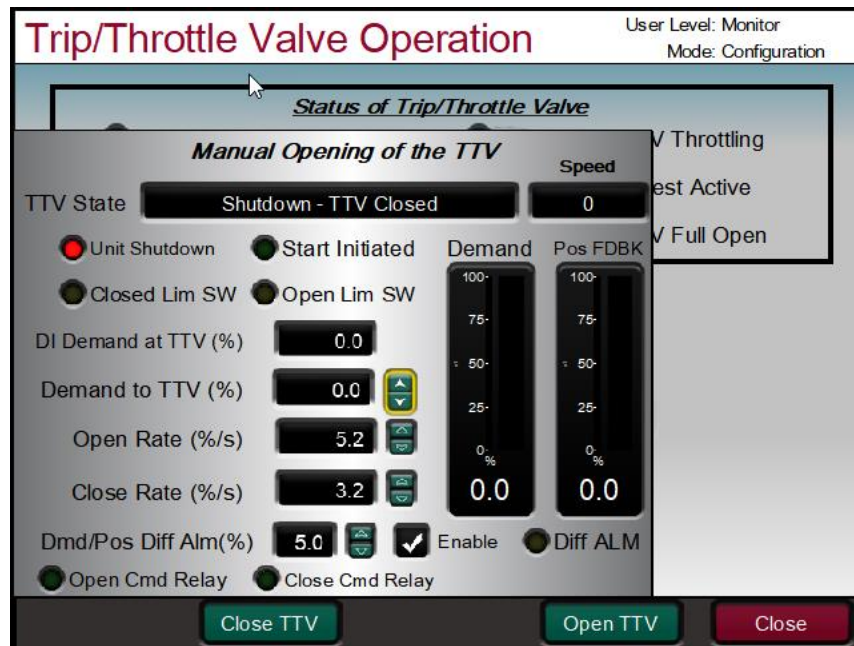 Trip/Throttle Valve Operation
User Level: Monitor
Mode: Configuration
Status of Trip/Throttle Valve
Throttling
Active
Full Open
Manual Opening of the TTV
Speed
TTV State
Shutdown - TTV Closed
0
Unit Shutdown
Start Initiated
Demand
Pos FDBK
Closed Lim SW
Open Lim SW
100-
75-
50-
25-
0-
%
0.0
100-
75-
50-
25-
0-
%
0.0
DI Demand at TTV (%)
0.0
Demand to TTV (%)
0.0
Open Rate (%/s)
5.2
Close Rate (%/s)
3.2
Dmd/Pos Diff Alm(%)
5.0
Enable
Diff ALM
Open Cmd Relay
Close Cmd Relay
Close TTV
Open TTV
Close